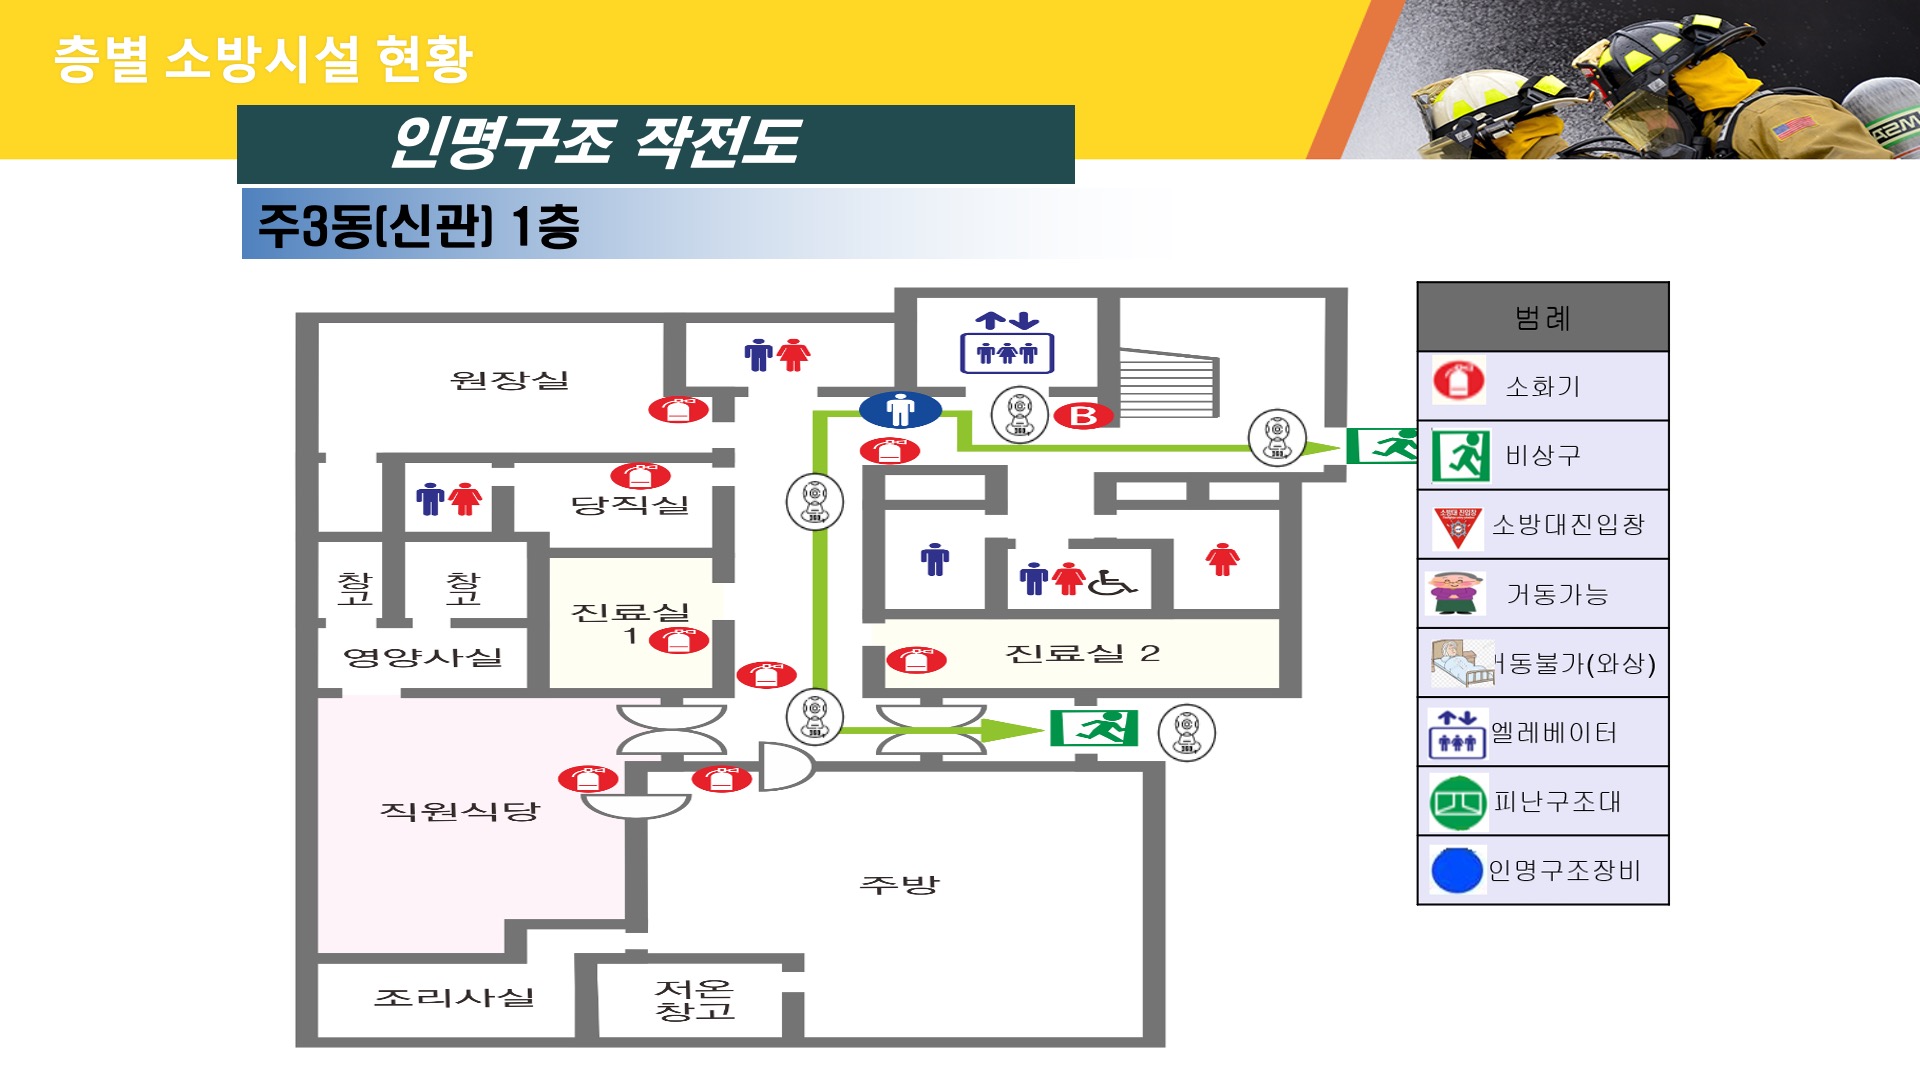 층별 소방시설 현황
인명구조 작전도
주3동(신관) 1층
범례
소화기
비상구
소방대진입창
거동가능
거동불가(와상)
엘레베이터
피난구조대
인명구조장비
원장실
B
당직실
창고
창고
진료실
1
영양사실
진료실 2
직원식당
주방
조리사실
저온
창고
MSA